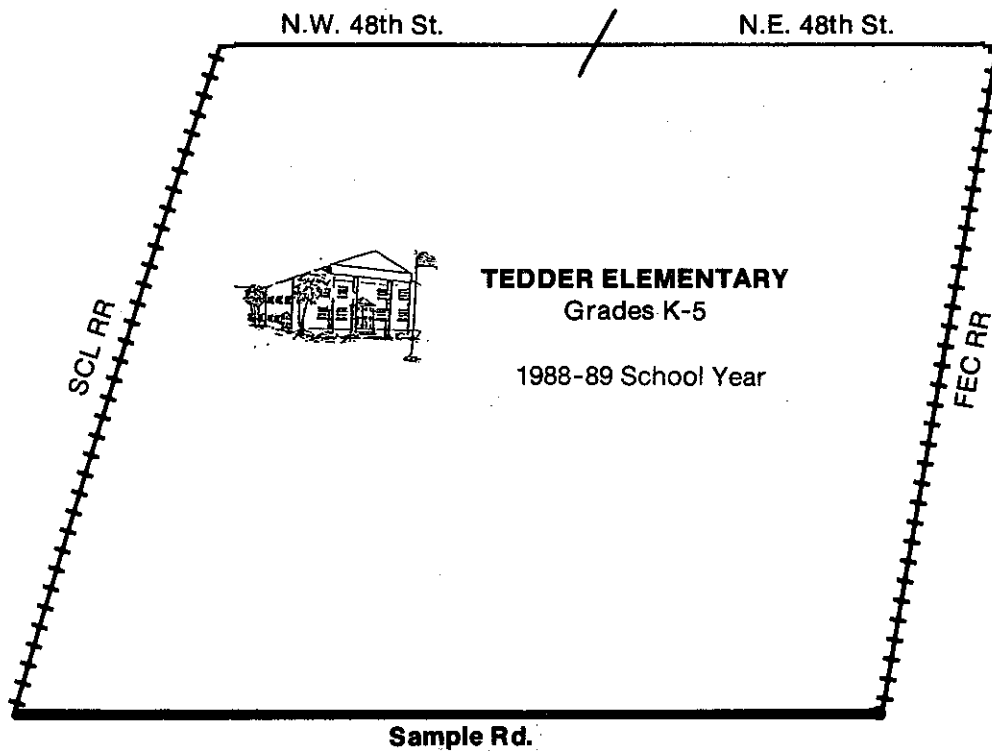 N.W. 48th St.
N.E. 48th St.
TEDDER ELEMENTARY
Grades K-5
SCL RR
FEC RR
1988-89 School Year
Sample Rd.